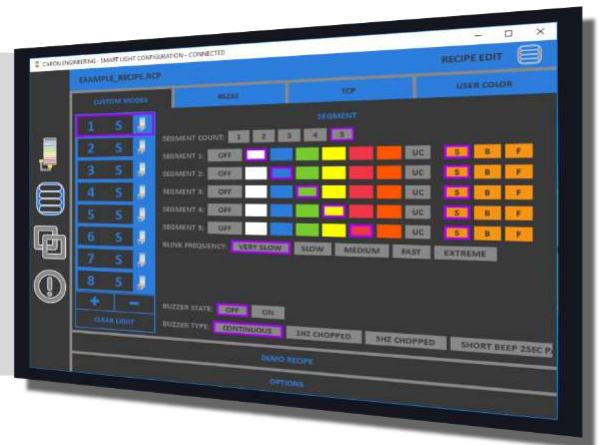 CARON ENGINEERING - SMART LIGHT CONFIGURATION - CONNECTED
RECIPE EDIT
EXAMPLE_RECIPE.RCP
CUSTOM MODES RS232 TCP USER COLOR
SEGMENT
1 S
2 S
3 S
4 S
5 S
6 S
7 S
8 S
+ −
CLEAR LIGHT
SEGMENT COUNT: 1 2 3 4 5
SEGMENT 1: OFF UC S B F
SEGMENT 2: OFF UC S B F
SEGMENT 3: OFF UC S B F
SEGMENT 4: OFF UC S B F
SEGMENT 5: OFF UC S B F
BLINK FREQUENCY: VERY SLOW SLOW MEDIUM FAST EXTREME
BUZZER STATE: OFF ON
BUZZER TYPE: CONTINUOUS 1HZ CHOPPED 5HZ CHOPPED SHORT BEEP 2SEC P
DEMO RECIPE
OPTIONS